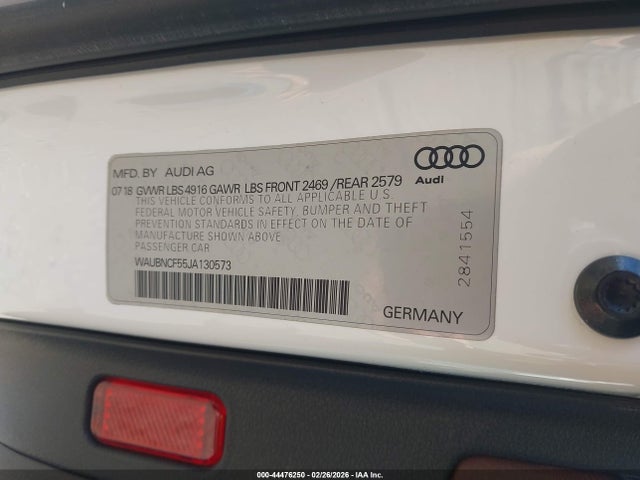 MFD. BY AUDI AG
07 18 GVWR LBS 4916 GAWR LBS FRONT 2469 / REAR 2579
THIS VEHICLE CONFORMS TO ALL APPLICABLE U.S.
FEDERAL MOTOR VEHICLE SAFETY, BUMPER AND THEFT
PREVENTION STANDARDS IN EFFECT ON THE DATE OF
MANUFACTURE SHOWN ABOVE
PASSENGER CAR
WAUBNCF55JA130573
Audi
2841554
GERMANY
000-44476250 - 02/26/2026 - IAA Inc.